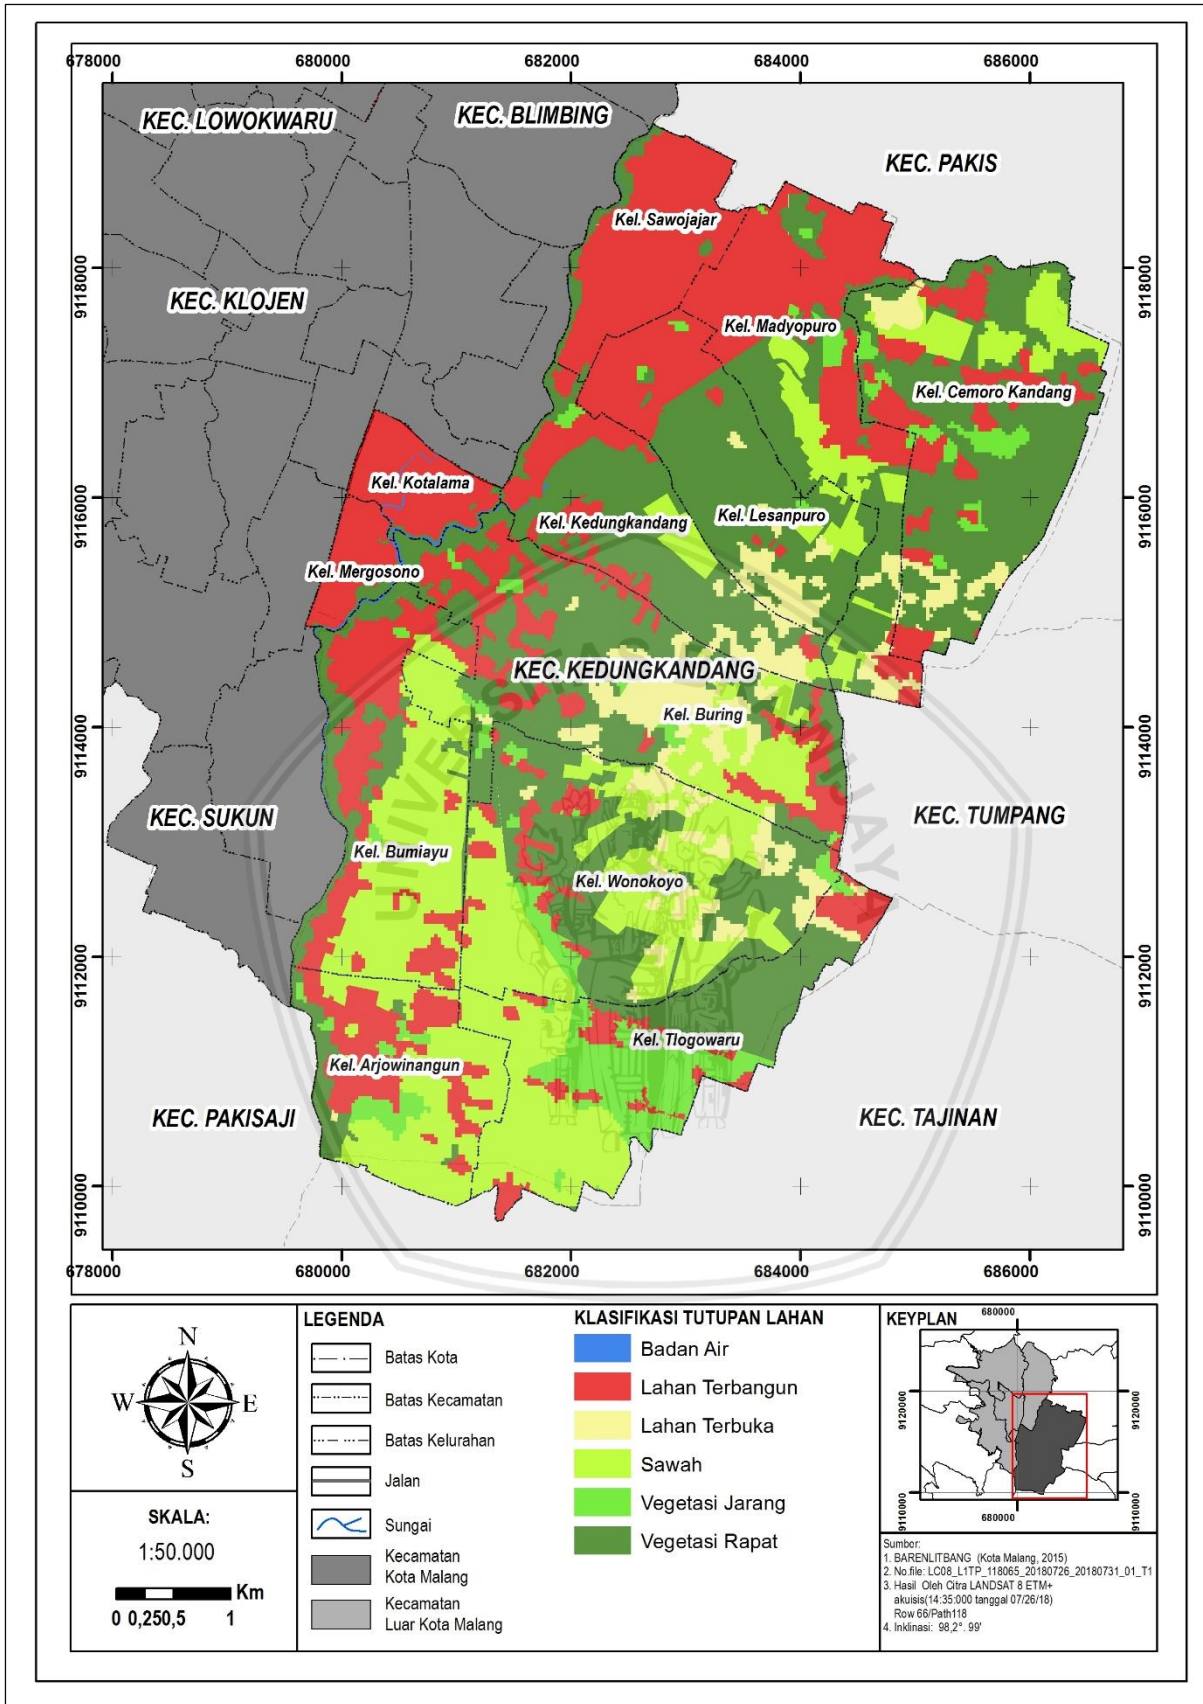 678000 680000 682000 684000 686000
KEC. LOWOKWARU
KEC. BLIMBING
KEC. PAKIS
Kel. Sawojajar
9118000
9118000
KEC. KLOJEN
Kel. Madyopuro
Kel. Cemoro Kandang
Kel. Kotalama
9116000
9116000
Kel. Kedungkandang
Kel. Lesanpuro
Kel. Mergosono
KEC. KEDUNGKANDANG
Kel. Buring
9114000
9114000
KEC. SUKUN
KEC. TUMPANG
Kel. Bumiayu
Kel. Wonokoyo
UNIVERSITAS BRAWIJAYA
9112000
9112000
Kel. Tlogowaru
Kel. Arjowinangun
KEC. PAKISAJI
KEC. TAJINAN
9110000
9110000
678000 680000 682000 684000 686000
N
W E
S
SKALA:
1:50.000
Km
0 0,250,5 1
LEGENDA
Batas Kota
Batas Kecamatan
Batas Kelurahan
Jalan
Sungai
Kecamatan
Kota Malang
Kecamatan
Luar Kota Malang
KLASIFIKASI TUTUPAN LAHAN
Badan Air
Lahan Terbangun
Lahan Terbuka
Sawah
Vegetasi Jarang
Vegetasi Rapat
KEYPLAN
680000
9120000
9120000
9110000
9110000
680000
Sumber:
1. BARENLITBANG (Kota Malang, 2015)
2. No.file: LC08_L1TP_118065_20180726_20180731_01_T1
3. Hasil Oleh Citra LANDSAT 8 ETM+
akuisis(14:35:000 tanggal 07/26/18)
Row 66/Path118
4. Inklinasi: 98,2°. 99'